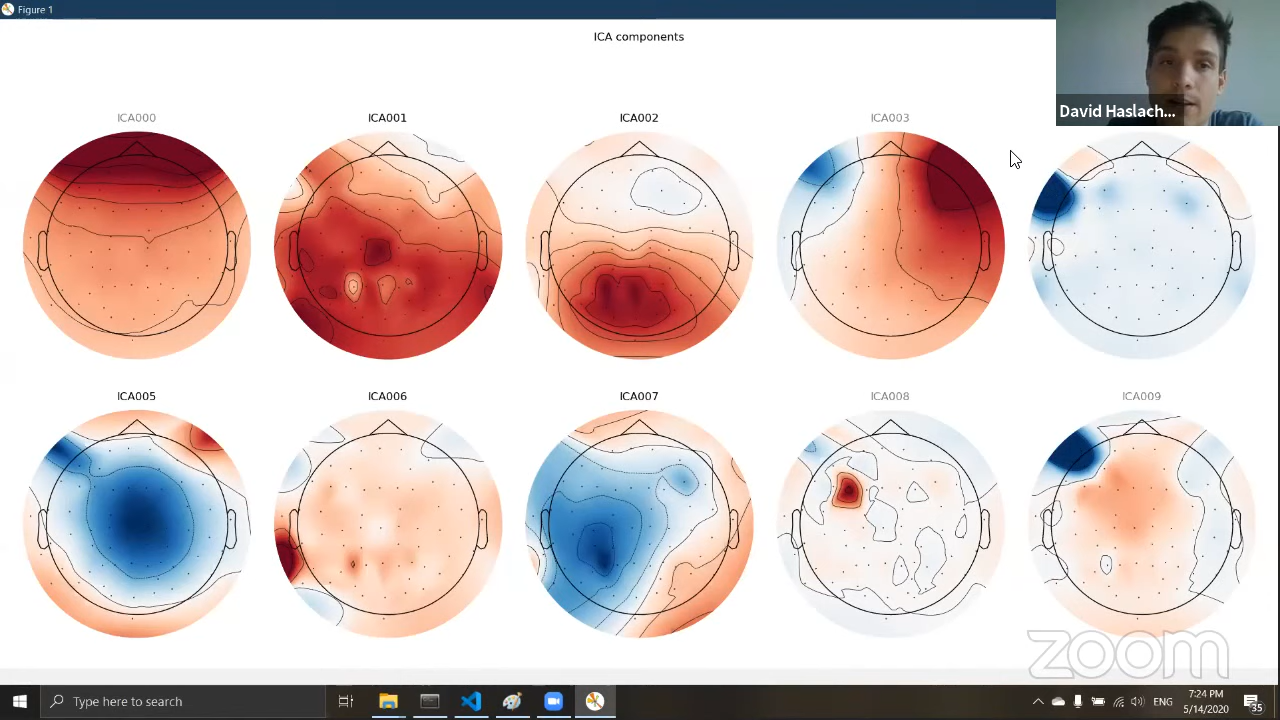 Figure 1
ICA components
David Haslach...
ICA000
ICA001
ICA002
ICA003
ICA005
ICA006
ICA007
ICA008
ICA009
zoom
Type here to search
ENG
7:24 PM
5/14/2020
35